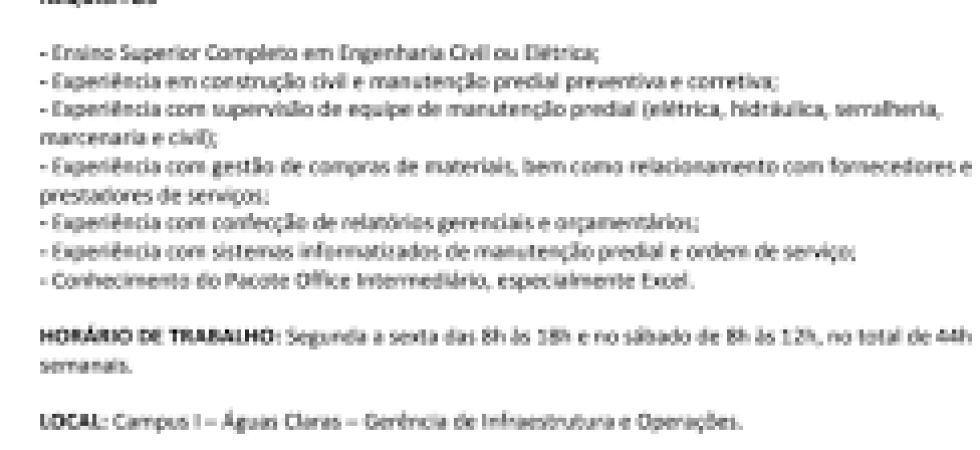 - Ensino Superior Completo em Engenharia Civil ou Elétrica;
- Experiência em construção civil e manutenção predial preventiva e corretiva;
- Experiência com supervisão de equipe de manutenção predial (elétrica, hidráulica, serralheria,
marcenaria e civil);
- Experiência com gestão de compras de materiais, bem como relacionamento com fornecedores e
prestadores de serviços;
- Experiência com confecção de relatórios gerenciais e orçamentários;
- Experiência com sistemas informatizados de manutenção predial e ordem de serviço;
- Conhecimento do Pacote Office Intermediário, especialmente Excel.
HORÁRIO DE TRABALHO: Segunda a sexta das 8h às 18h e no sábado de 8h às 12h, no total de 44h
semanais.
LOCAL: Campus I – Águas Claras – Gerência de Infraestrutura e Operações.